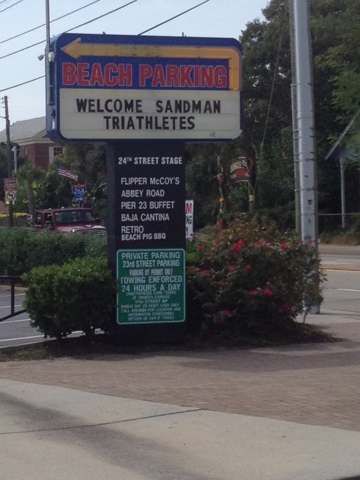 BEACH PARKING
WELCOME SANDMAN
TRIATHLETES
24TH STREET STAGE
FLIPPER McCOY'S
ABBEY ROAD
PIER 23 BUFFET
BAJA CANTINA
RETRO
BEACH PIG BBQ
PRIVATE PARKING
23RD STREET PARKING
PARKING BY PERMIT ONLY
TOWING ENFORCED
24 HOURS A DAY